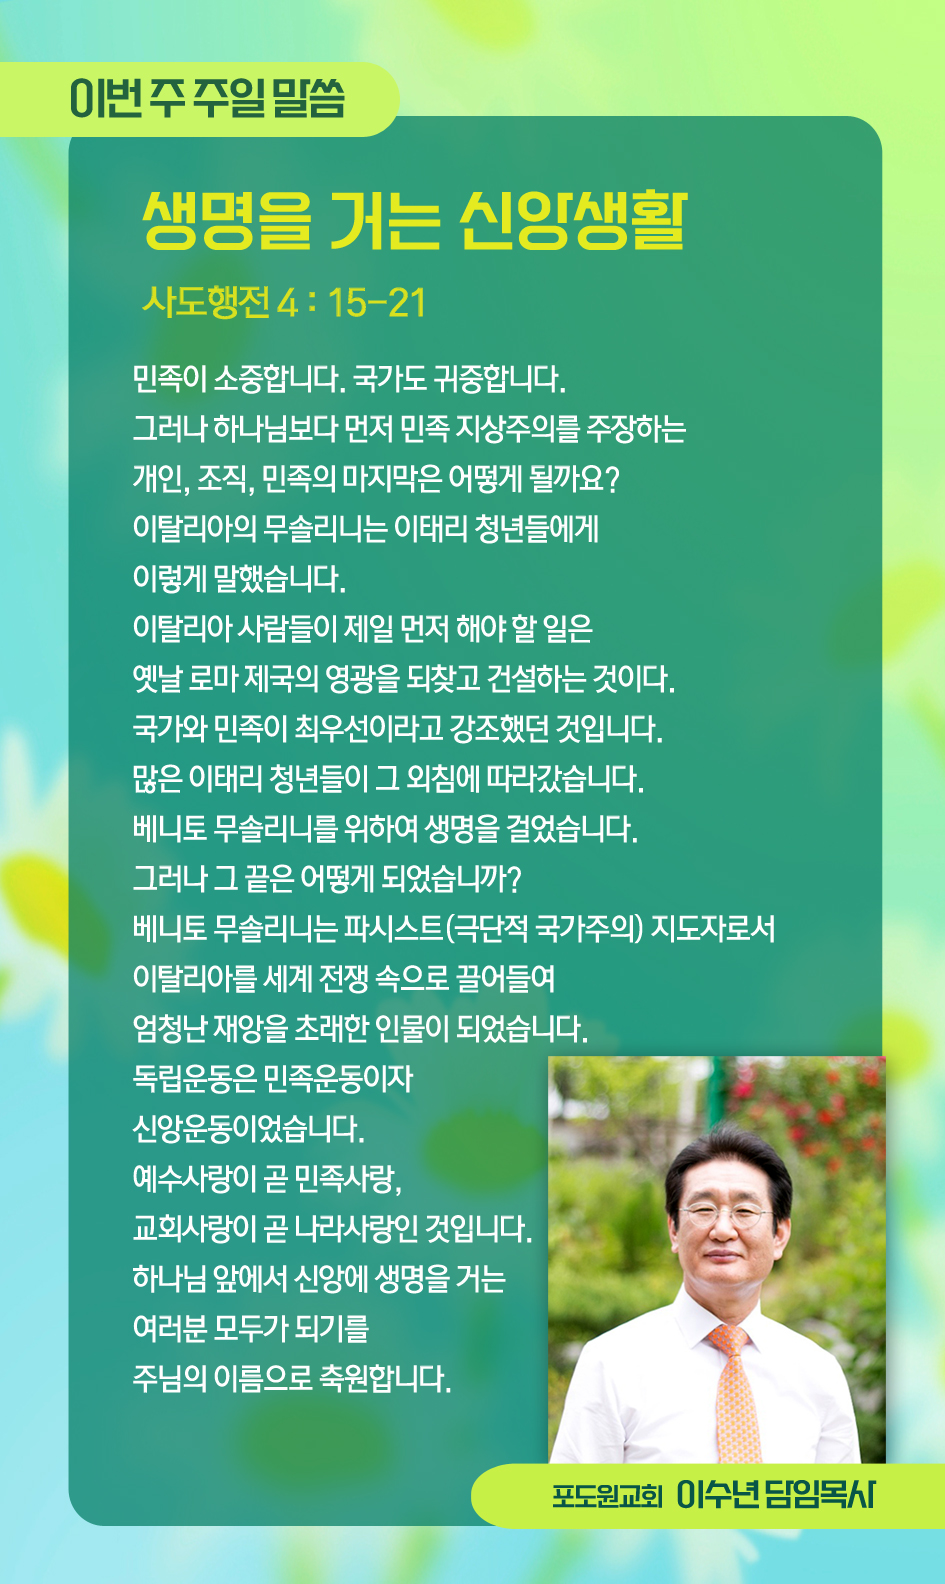 이번 주 주일 말씀
생명을 거는 신앙생활
사도행전 4 : 15-21
민족이 소중합니다. 국가도 귀중합니다.
그러나 하나님보다 먼저 민족 지상주의를 주장하는
개인, 조직, 민족의 마지막은 어떻게 될까요?
이탈리아의 무솔리니는 이태리 청년들에게
이렇게 말했습니다.
이탈리아 사람들이 제일 먼저 해야 할 일은
옛날 로마 제국의 영광을 되찾고 건설하는 것이다.
국가와 민족이 최우선이라고 강조했던 것입니다.
많은 이태리 청년들이 그 외침에 따라갔습니다.
베니토 무솔리니를 위하여 생명을 걸었습니다.
그러나 그 끝은 어떻게 되었습니까?
베니토 무솔리니는 파시스트(극단적 국가주의) 지도자로서
이탈리아를 세계 전쟁 속으로 끌어들여
엄청난 재앙을 초래한 인물이 되었습니다.
독립운동은 민족운동이자
신앙운동이었습니다.
예수사랑이 곧 민족사랑,
교회사랑이 곧 나라사랑인 것입니다.
하나님 앞에서 신앙에 생명을 거는
여러분 모두가 되기를
주님의 이름으로 축원합니다.
포도원교회 이수년 담임목사